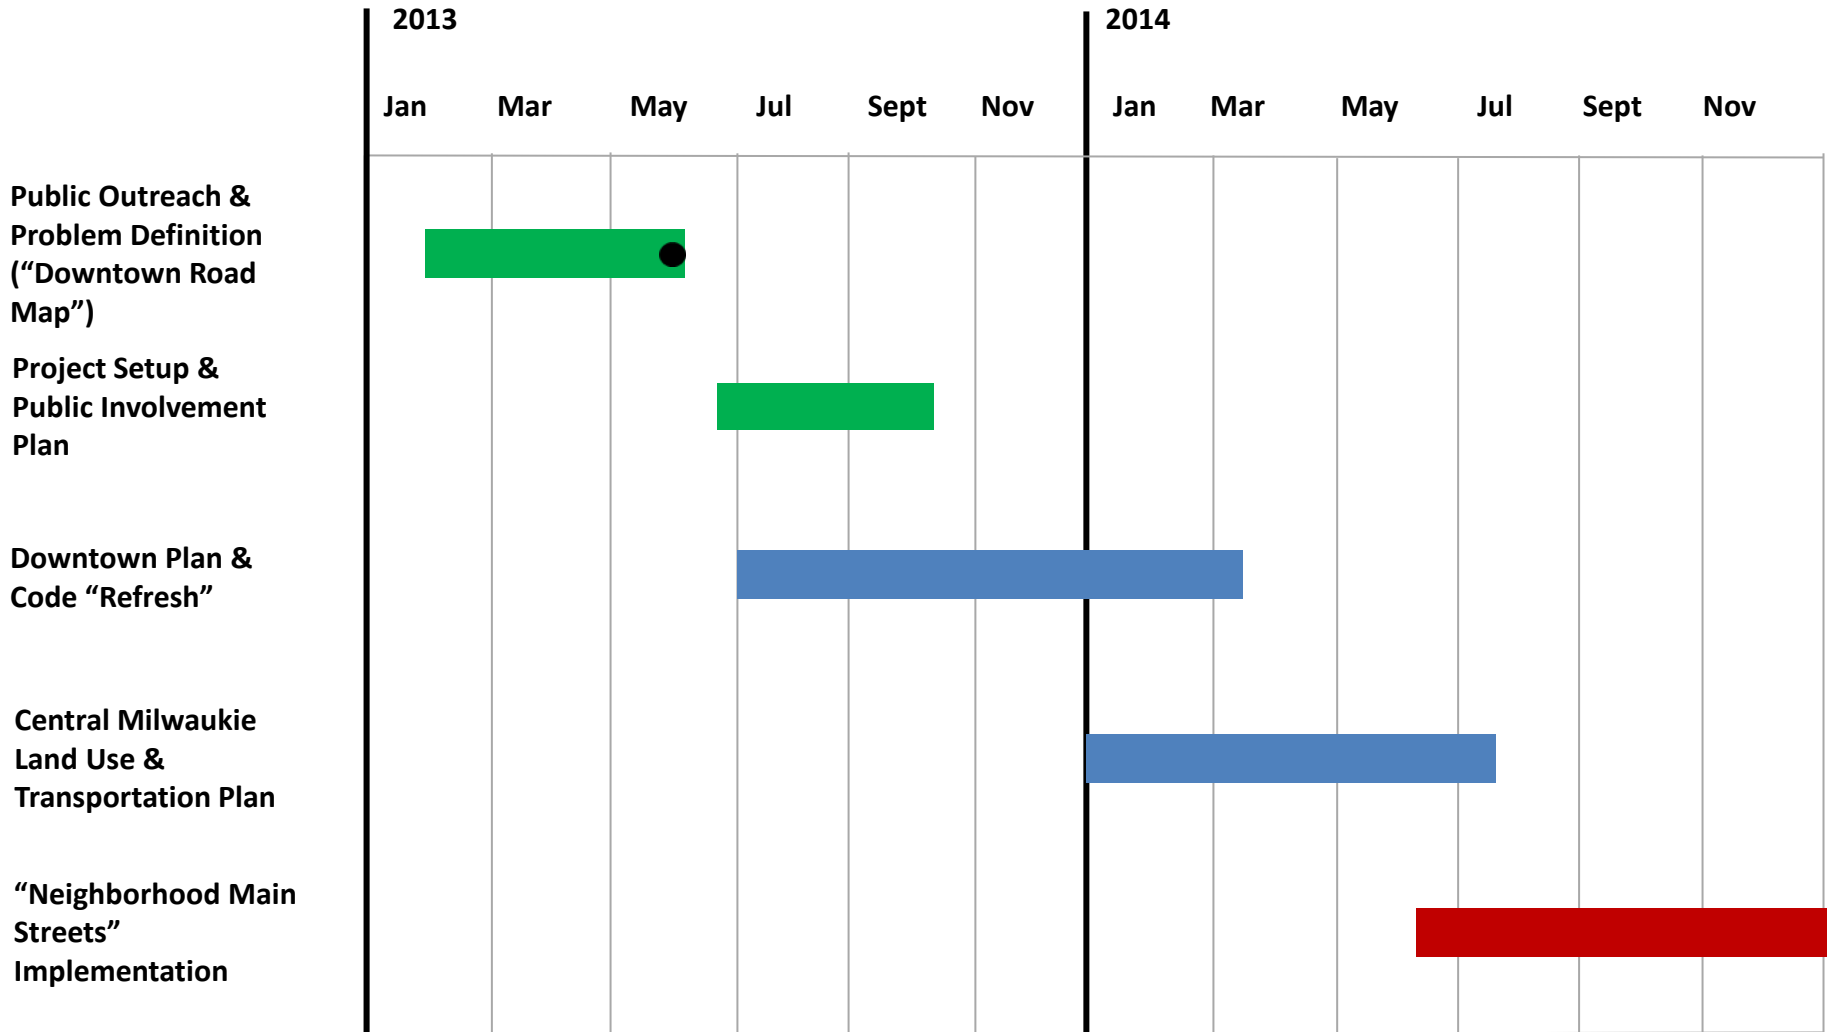 2013 2014
Jan Mar May Jul Sept Nov Jan Mar May Jul Sept Nov
Public Outreach &
Problem Definition
(“Downtown Road
Map”)
Project Setup &
Public Involvement
Plan
Downtown Plan &
Code “Refresh”
Central Milwaukie
Land Use &
Transportation Plan
“Neighborhood Main
Streets”
Implementation